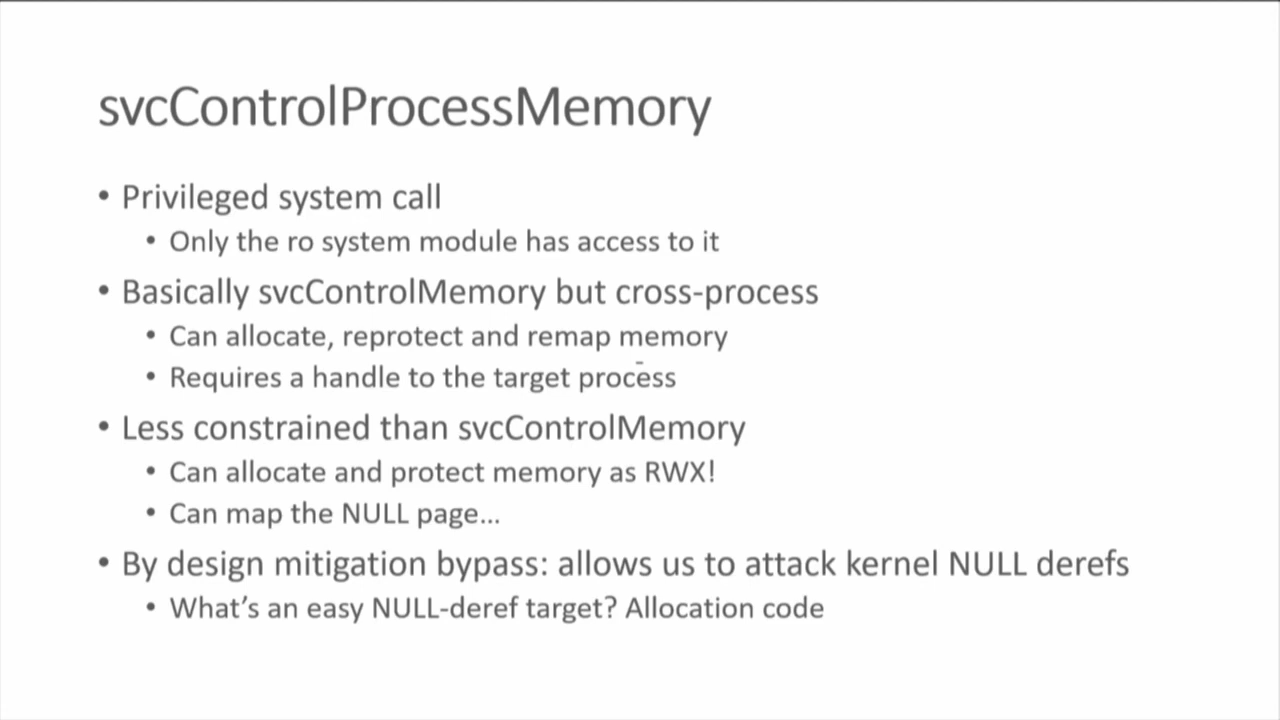 svcControlProcessMemory
• Privileged system call
• Only the ro system module has access to it
• Basically svcControlMemory but cross-process
• Can allocate, reprotect and remap memory
• Requires a handle to the target process
• Less constrained than svcControlMemory
• Can allocate and protect memory as RWX!
• Can map the NULL page...
• By design mitigation bypass: allows us to attack kernel NULL derefs
• What's an easy NULL-deref target? Allocation code